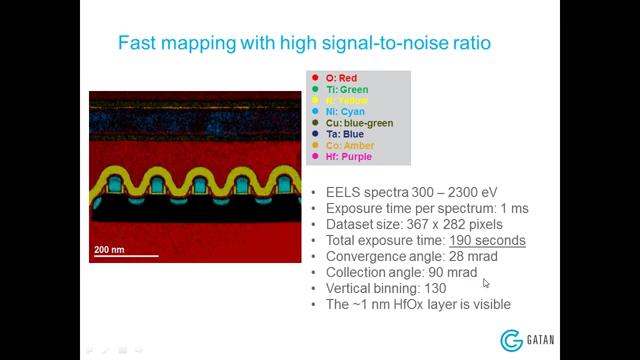 Fast mapping with high signal-to-noise ratio
O: Red
Ti: Green
N: Yellow
Ni: Cyan
Cu: blue-green
Ta: Blue
Co: Amber
Hf: Purple
200 nm
• EELS spectra 300 – 2300 eV
• Exposure time per spectrum: 1 ms
• Dataset size: 367 x 282 pixels
• Total exposure time: 190 seconds
• Convergence angle: 28 mrad
• Collection angle: 90 mrad
• Vertical binning: 130
• The ~1 nm HfOx layer is visible
GATAN